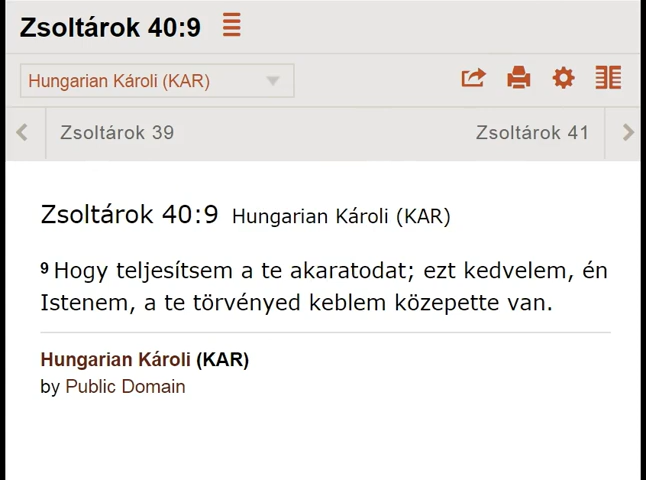 Zsoltárok 40:9
Hungarian Károli (KAR)
Zsoltárok 39
Zsoltárok 41
Zsoltárok 40:9 Hungarian Károli (KAR)
9 Hogy teljesítsem a te akaratodat; ezt kedvelem, én
Istenem, a te törvényed keblem közepette van.
Hungarian Károli (KAR)
by Public Domain